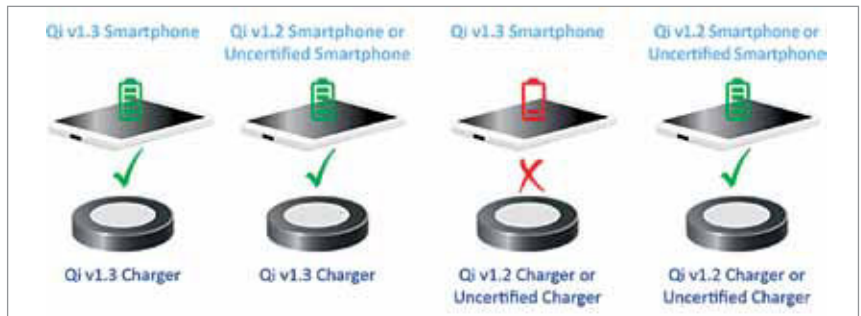 Qi v1.3 Smartphone
Qi v1.2 Smartphone or
Uncertified Smartphone
Qi v1.3 Smartphone
Qi v1.2 Smartphone or
Uncertified Smartphone
Qi v1.3 Charger
Qi v1.3 Charger
Qi v1.2 Charger or
Uncertified Charger
Qi v1.2 Charger or
Uncertified Charger